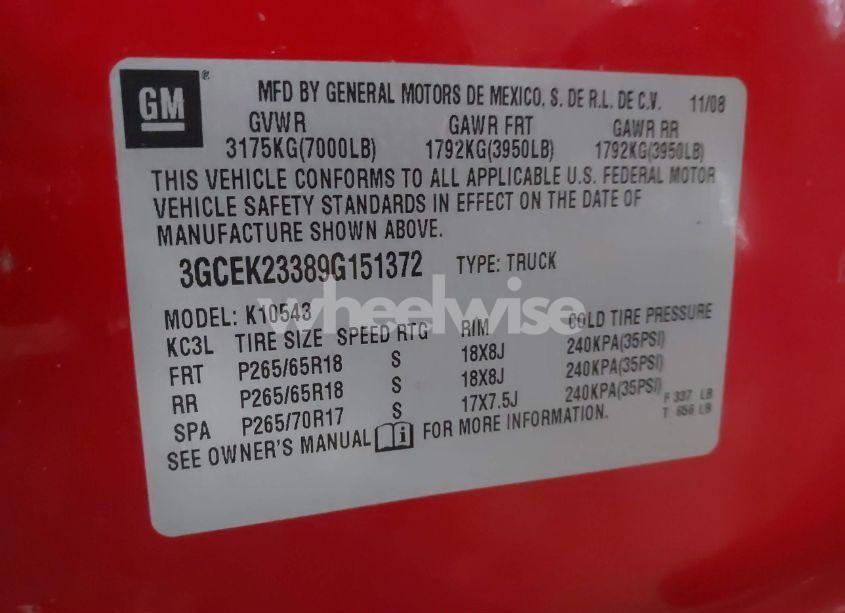 GM ® MFD BY GENERAL MOTORS DE MEXICO, S. DE R.L. DE C.V. 11/08
GVWR GAWR FRT GAWR RR
3175KG(7000LB) 1792KG(3950LB) 1792KG(3950LB)
THIS VEHICLE CONFORMS TO ALL APPLICABLE U.S. FEDERAL MOTOR
VEHICLE SAFETY STANDARDS IN EFFECT ON THE DATE OF
MANUFACTURE SHOWN ABOVE.
3GCEK23389G151372 TYPE: TRUCK
wheelwise
MODEL: K10543
KC3L TIRE SIZE SPEED RTG RIM COLD TIRE PRESSURE
FRT P265/65R18 S 18X8J 240KPA(35PSI)
RR P265/65R18 S 18X8J 240KPA(35PSI)
SPA P265/70R17 S 17X7.5J 240KPA(35PSI) F 337 LB
T 656 LB
SEE OWNER'S MANUAL i FOR MORE INFORMATION.